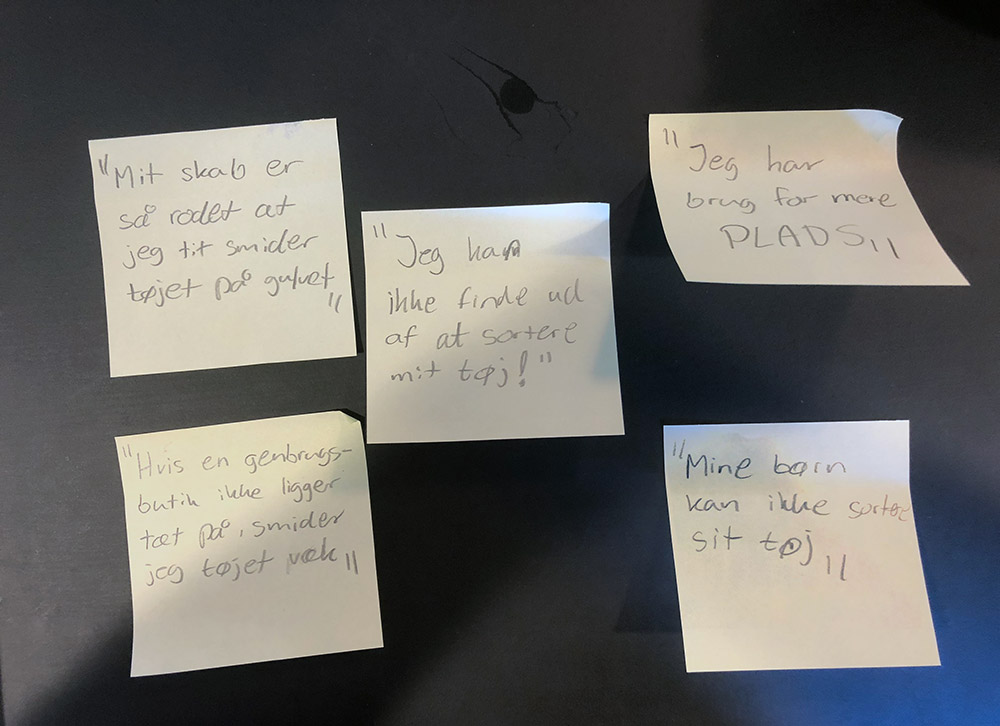 "Mit skab er
så rodet at
jeg tit smider
tøjet på gulvet"
"Jeg kan
ikke finde ud
af at sortere
mit tøj!"
"Jeg har
brug for mere
PLADS"
"Hvis en genbrugs-
butik ikke ligger
tæt på, smider
jeg tøjet væk"
"Mine børn
kan ikke sortere
sit tøj"